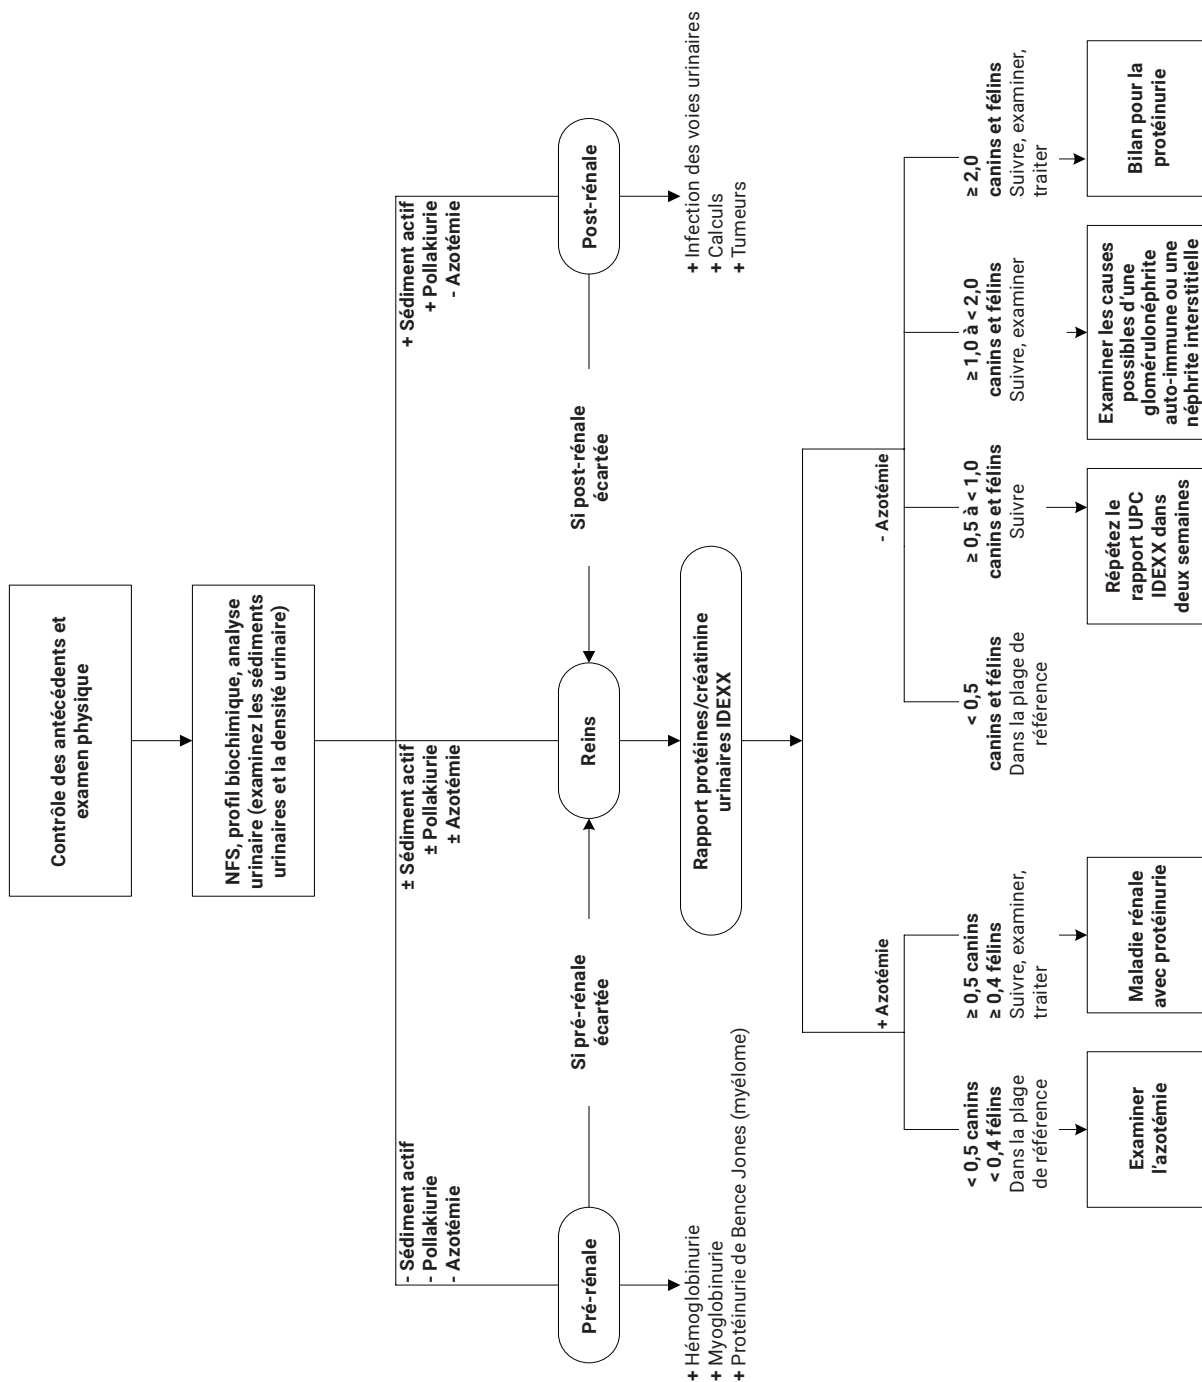 Contrôle des antécédents et
examen physique
NFS, profil biochimique, analyse
urinaire (examinez les sédiments
urinaires et la densité urinaire)
- Sédiment actif
- Pollakiurie
- Azotémie
± Sédiment actif
± Pollakiurie
± Azotémie
+ Sédiment actif
+ Pollakiurie
- Azotémie
Pré-rénale
Si pré-rénale
écartée
Reins
Si post-rénale
écartée
Post-rénale
+ Hémoglobinurie
+ Myoglobinurie
+ Protéinurie de Bence Jones (myélome)
Rapport protéines/créatinine
urinaires IDEXX
+ Infection des voies urinaires
+ Calculs
+ Tumeurs
+ Azotémie
- Azotémie
< 0,5 canins
< 0,4 félins
Dans la plage
de référence
≥ 0,5 canins
≥ 0,4 félins
Suivre, examiner,
traiter
< 0,5
canins et félins
Dans la plage de
référence
≥ 0,5 à < 1,0
canins et félins
Suivre
≥ 1,0 à < 2,0
canins et félins
Suivre, examiner
≥ 2,0
canins et félins
Suivre, examiner,
traiter
Examiner
l'azotémie
Maladie rénale
avec protéinurie
Répétez le
rapport UPC
IDEXX dans
deux semaines
Examiner les causes
possibles d'une
glomérulonéphrite
auto-immune ou une
néphrite interstitielle
Bilan pour la
protéinurie